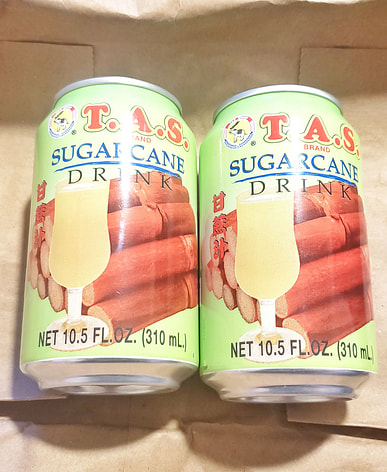 ® T.A.S.
BRAND
SUGARCANE
DRINK
甘蔗汁
NET 10.5 FL.OZ. (310 mL.)
® T.A.S.
BRAND
SUGARCANE
DRINK
甘蔗汁
NET 10.5 FL.OZ. (310 mL.)